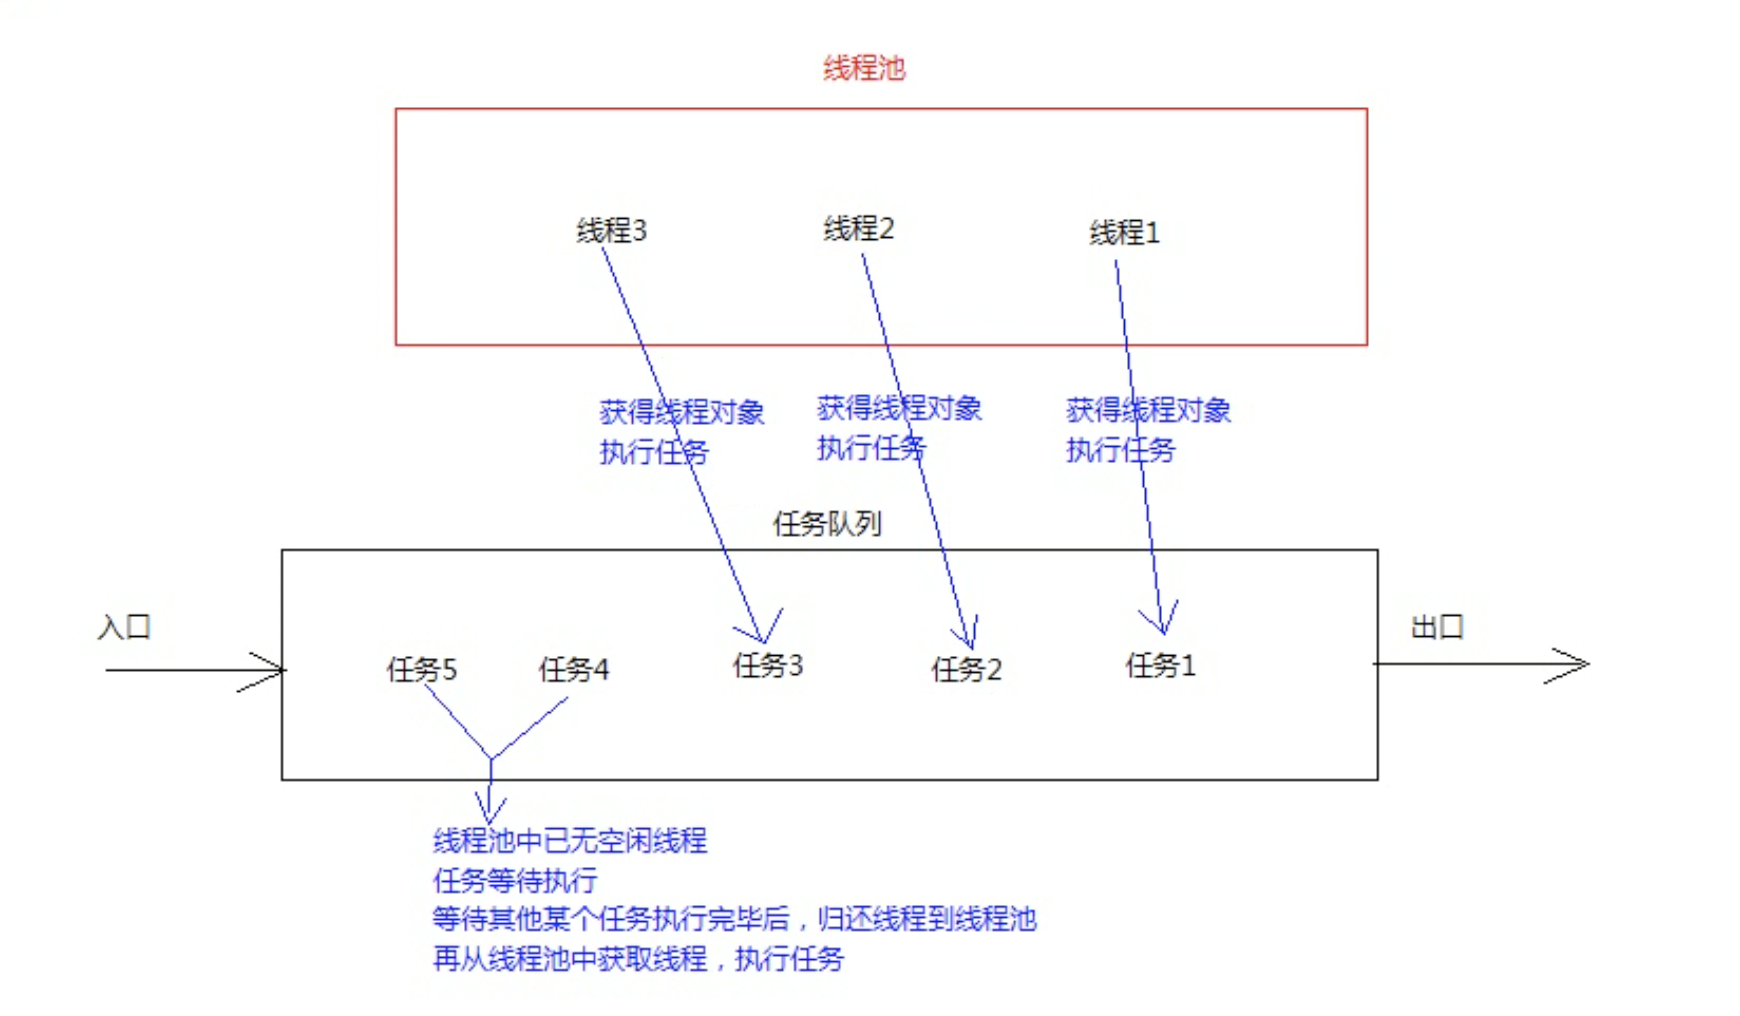 线程池
线程3
线程2
线程1
获得线程对象
执行任务
获得线程对象
执行任务
获得线程对象
执行任务
任务队列
入口
任务5
任务4
任务3
任务2
任务1
出口
线程池中已无空闲线程
任务等待执行
等待其他某个任务执行完毕后，归还线程到线程池
再从线程池中获取线程，执行任务